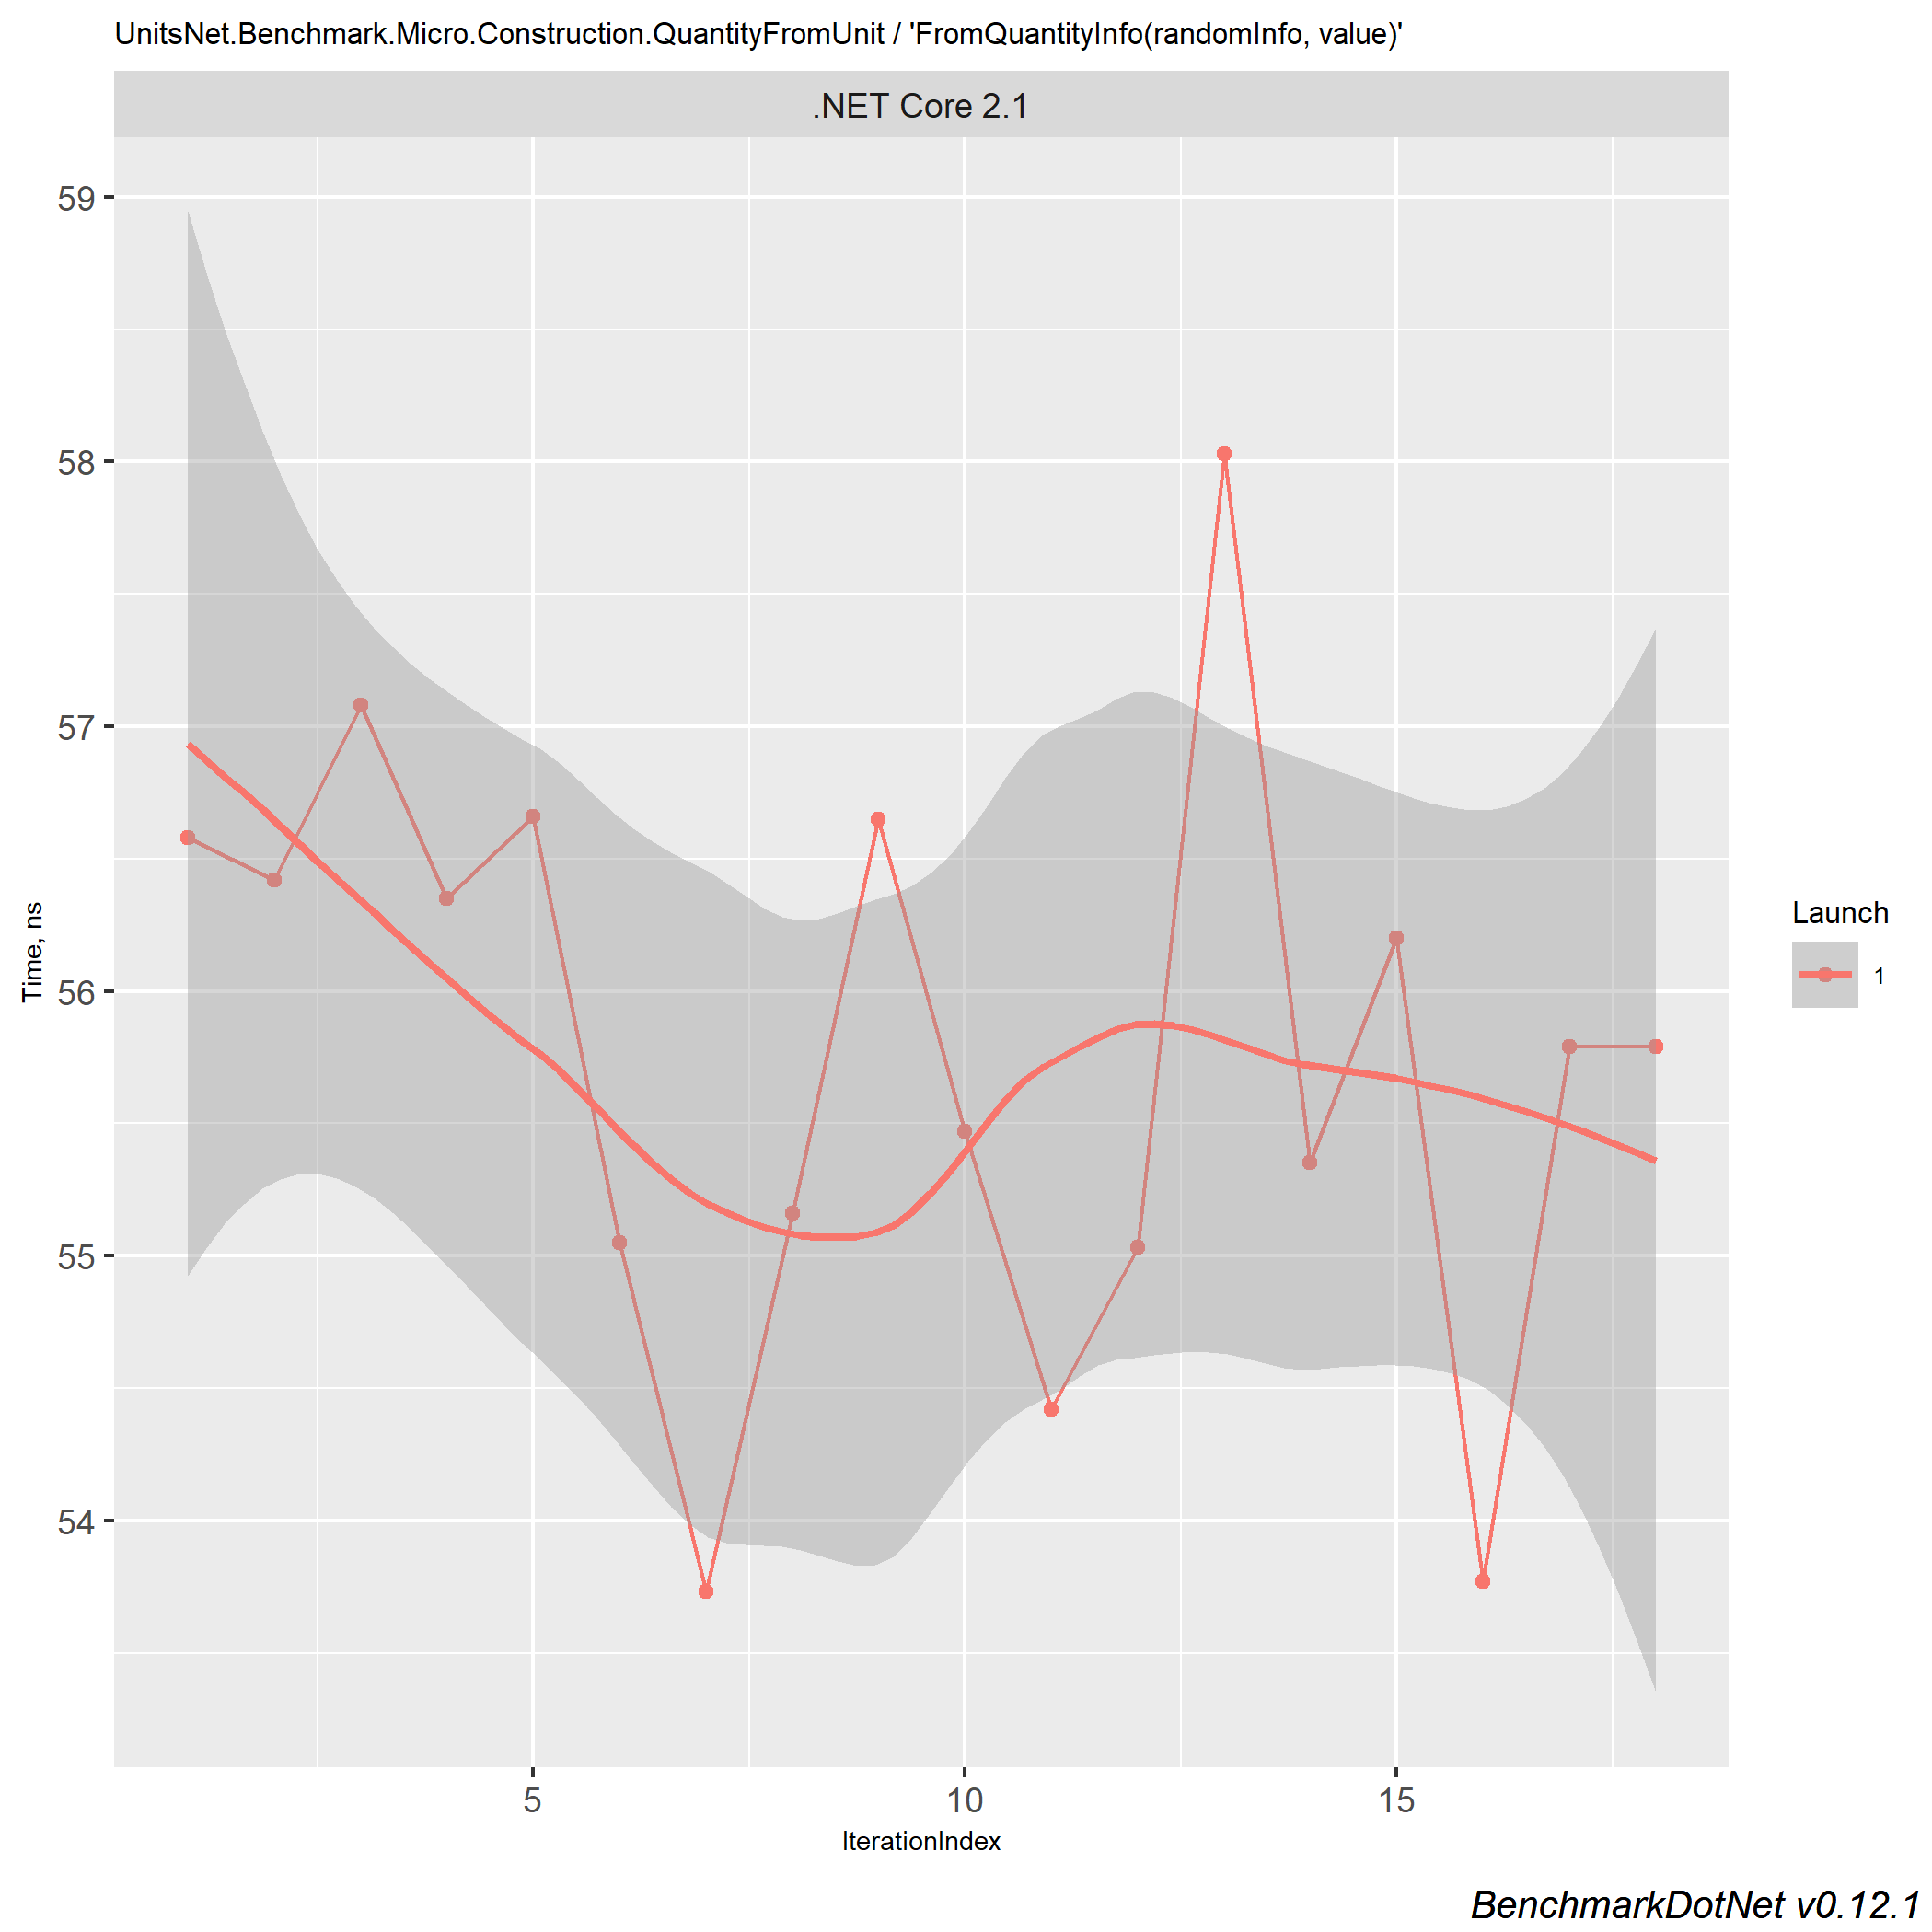 UnitsNet.Benchmark.Micro.Construction.QuantityFromUnit / 'FromQuantityInfo(randomInfo, value)'
.NET Core 2.1
59
58
57
56
55
54
Time, ns
5 10 15
IterationIndex
Launch
1
BenchmarkDotNet v0.12.1